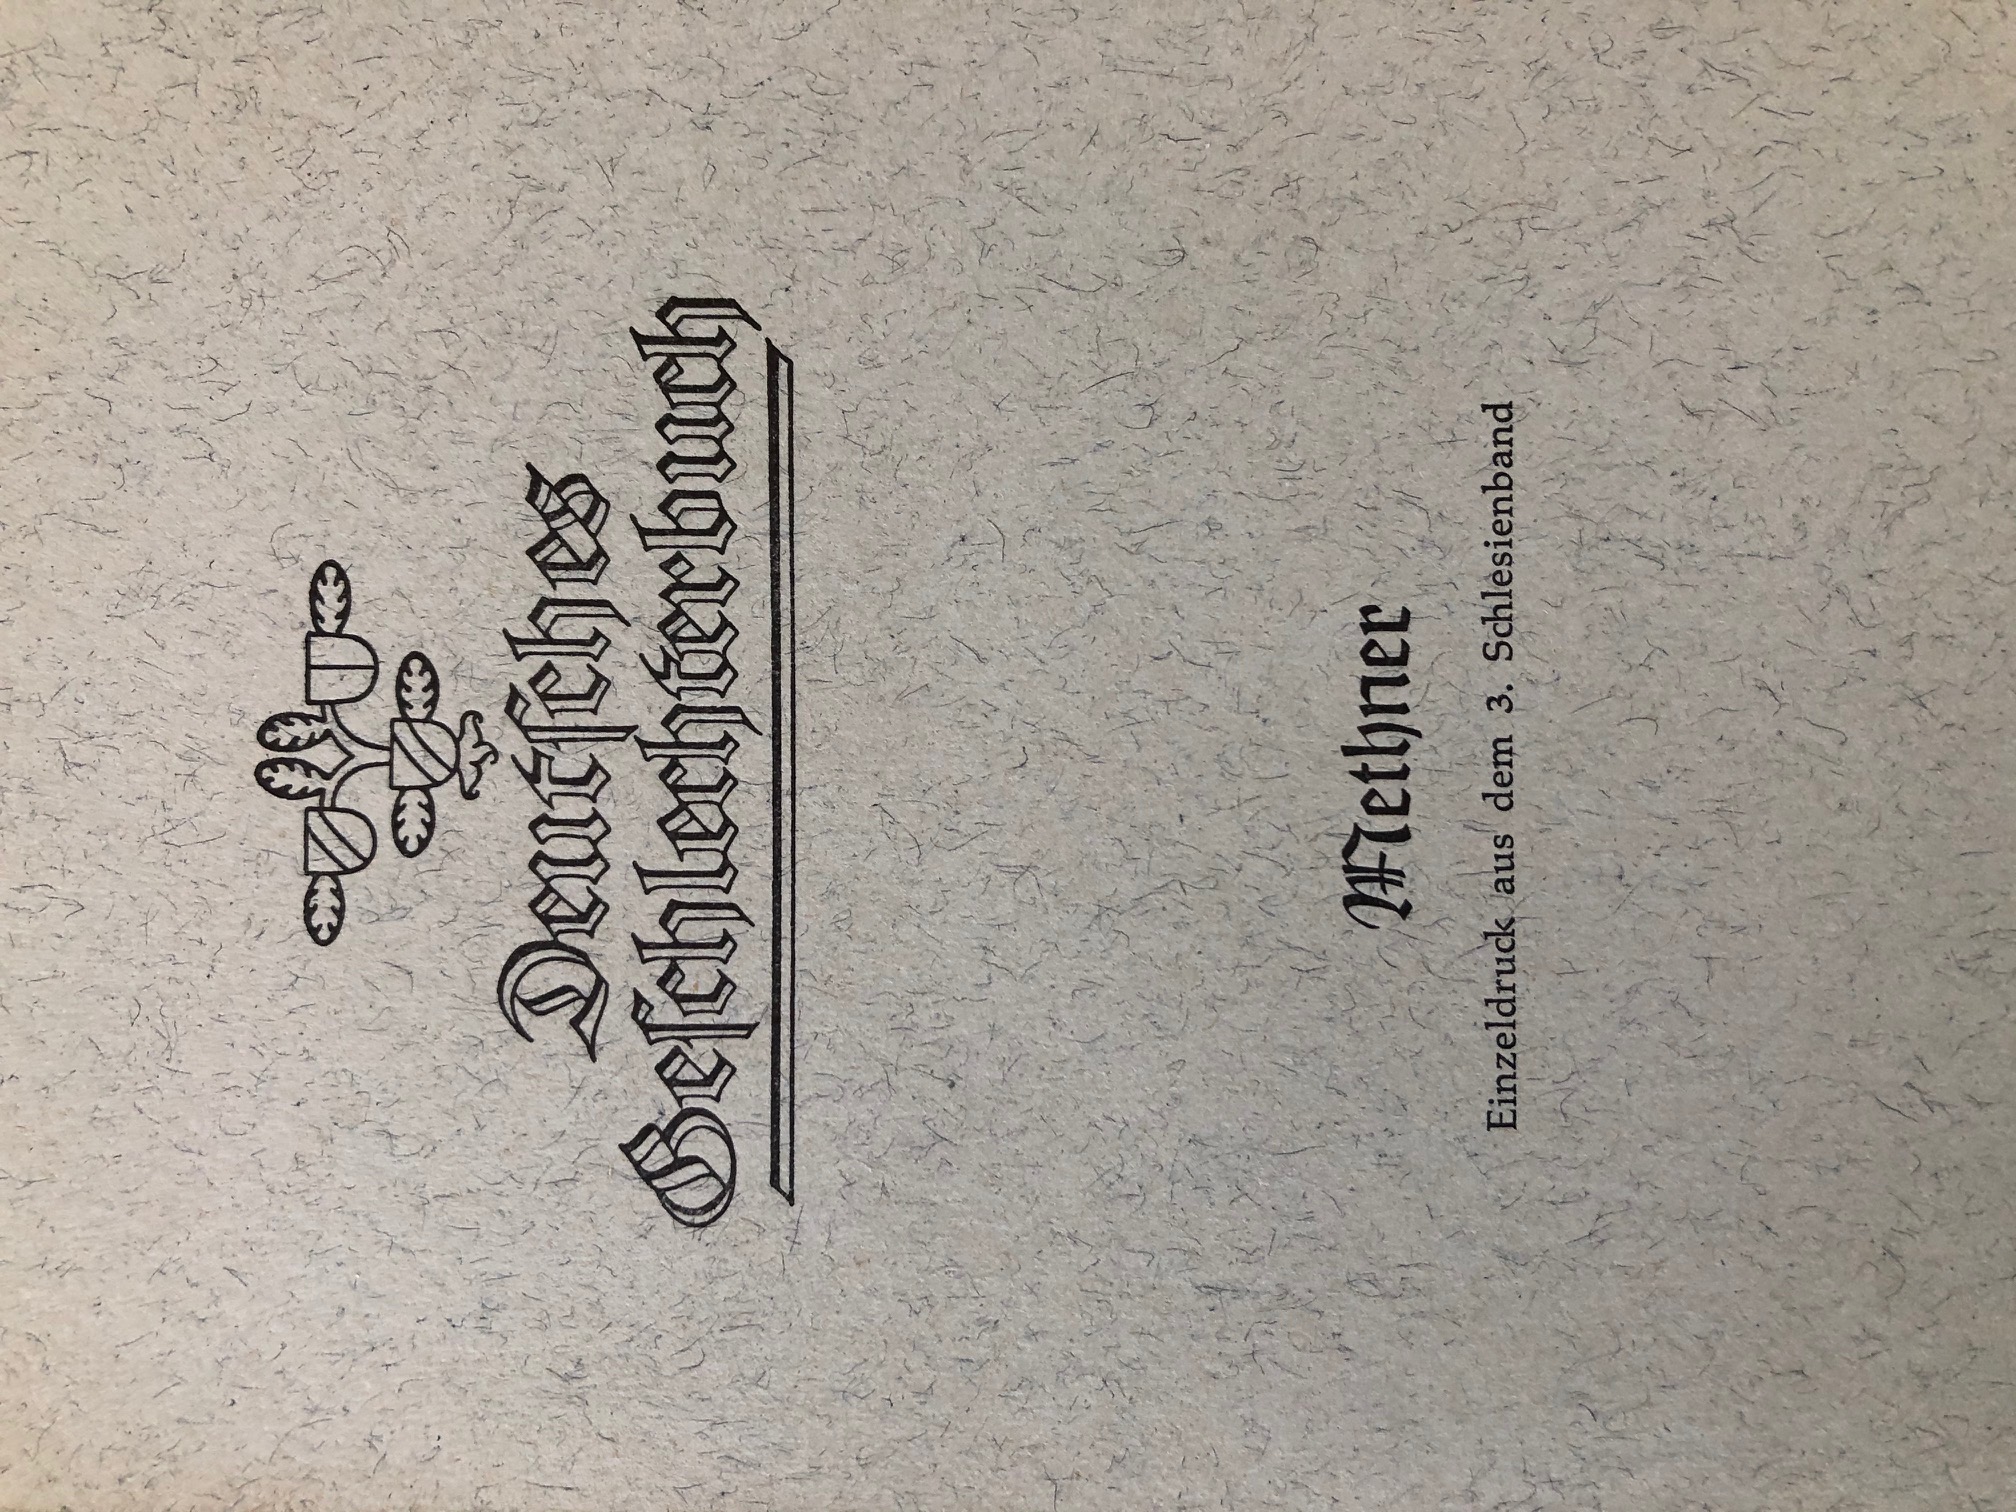 Deutſches
Geſchlechterbuch
Methner
Einzeldruck aus dem 3. Schlesienband